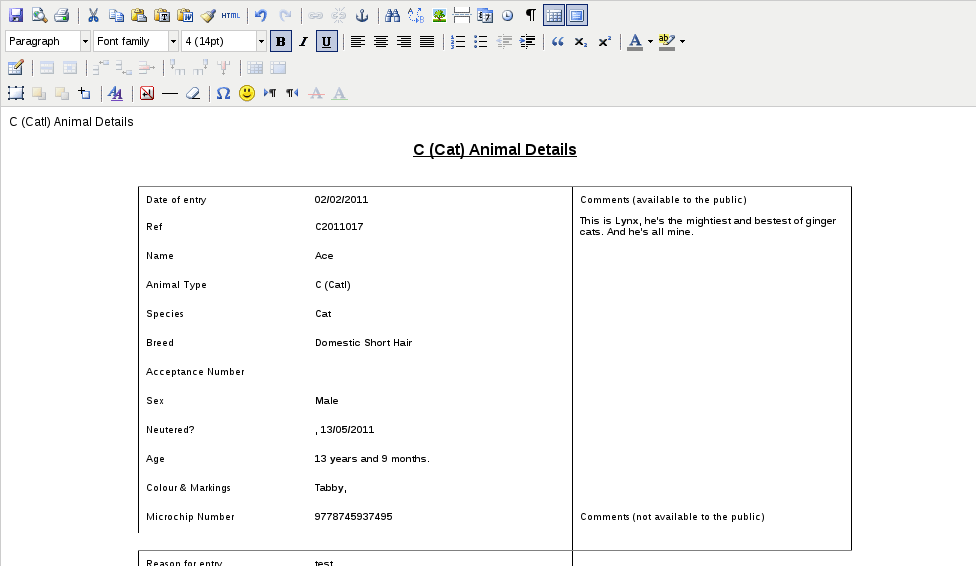 HTML
Paragraph Font family 4 (14pt) B I U
C (Catl) Animal Details
C (Cat) Animal Details
Date of entry 02/02/2011 Comments (available to the public)
Ref C2011017 This is Lynx, he's the mightiest and bestest of ginger
cats. And he's all mine.
Name Ace
Animal Type C (Catl)
Species Cat
Breed Domestic Short Hair
Acceptance Number
Sex Male
Neutered? , 13/05/2011
Age 13 years and 9 months.
Colour & Markings Tabby,
Microchip Number 9778745937495 Comments (not available to the public)
Reason for entry test